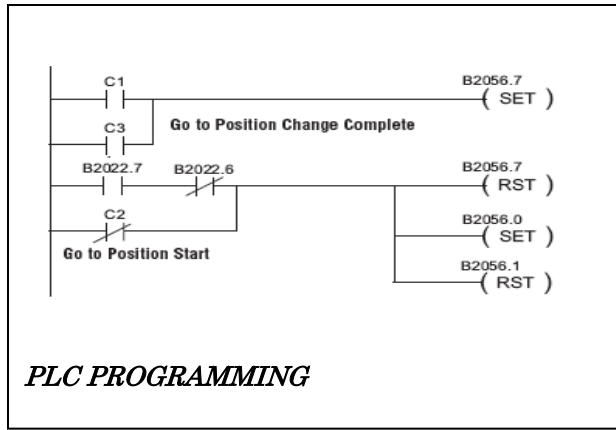 C1
B2056.7
( SET )
C3
Go to Position Change Complete
B2022.7
B2022.6
B2056.7
( RST )
C2
B2056.0
( SET )
Go to Position Start
B2056.1
( RST )
PLC PROGRAMMING